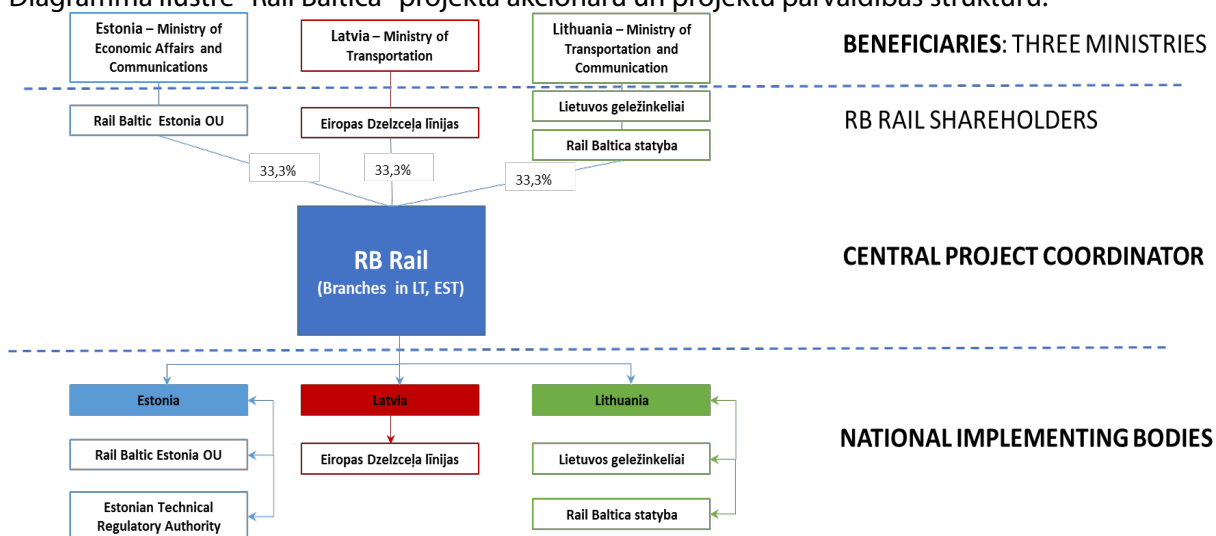 Diagramma ilustrē "Rail Baltica" projekta akcionāru un projektu pārvaldības struktūru.
Estonia – Ministry of
Economic Affairs and
Communications
Latvia – Ministry of
Transportation
Lithuania – Ministry of
Transportation and
Communication
BENEFICIARIES: THREE MINISTRIES
Rail Baltic Estonia OU
Eiropas Dzelzceļa līnijas
Lietuvos geležinkeliai
Rail Baltica statyba
RB RAIL SHAREHOLDERS
33,3%
33,3%
33,3%
RB Rail
(Branches in LT, EST)
CENTRAL PROJECT COORDINATOR
Estonia
Latvia
Lithuania
Rail Baltic Estonia OU
Eiropas Dzelzceļa līnijas
Lietuvos geležinkeliai
NATIONAL IMPLEMENTING BODIES
Estonian Technical
Regulatory Authority
Rail Baltica statyba